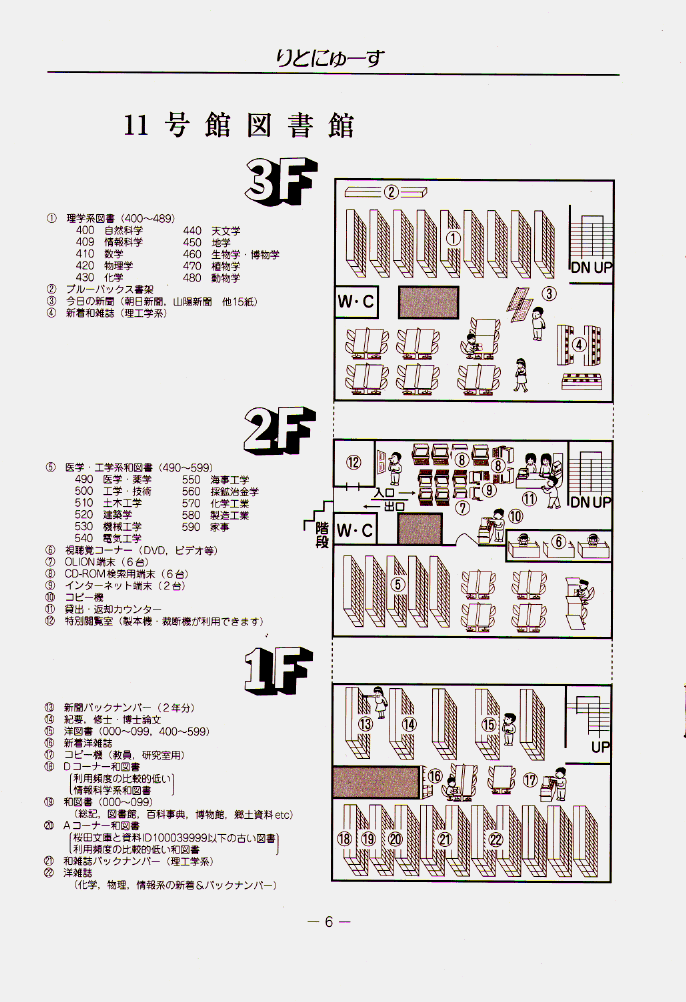 りとにゅーす
11号館図書館
3F
① 理学系図書(400〜489)
400 自然科学 440 天文学
409 情報科学 450 地学
410 数学 460 生物学・博物学
420 物理学 470 植物学
430 化学 480 動物学
② ブルーバックス書架
③ 今日の新聞(朝日新聞,山陽新聞 他15紙)
④ 新着和雑誌(理工学系)
②
①
DN UP
W・C
③
④
2F
⑤ 医学・工学系和図書(490〜599)
490 医学・薬学 550 海事工学
500 工学・技術 560 採鉱冶金学
510 土木工学 570 化学工業
520 建築学 580 製造工業
530 機械工学 590 家事
540 電気工学
⑥ 視聴覚コーナー(DVD,ビデオ等)
⑦ OLION端末(6台)
⑧ CD-ROM検索用端末(6台)
⑨ インターネット端末(2台)
⑩ コピー機
⑪ 貸出・返却カウンター
⑫ 特別閲覧室(製本機・裁断機が利用できます)
⑫
⑧
⑧
入口→
←出口
⑨
⑦
⑪
⑩
DN UP
階段
W・C
⑥
⑤
1F
⑬ 新聞バックナンバー(2年分)
⑭ 紀要,修士・博士論文
⑮ 洋図書(000〜099,400〜599)
⑯ 新着洋雑誌
⑰ コピー機(教員,研究室用)
⑱ Dコーナー和図書
[利用頻度の比較的低い
情報科学系和図書]
⑲ 和図書(000〜099)
(総記,図書館,百科事典,博物館,郷土資料etc)
⑳ Aコーナー和図書
[桜田文庫と資料ID100039999以下の古い図書
利用頻度の比較的低い和図書]
㉑ 和雑誌バックナンバー(理工学系)
㉒ 洋雑誌
(化学,物理,情報系の新着&バックナンバー)
⑬
⑭
⑮
UP
⑯
⑰
⑱
⑲
⑳
㉑
㉒
— 6 —